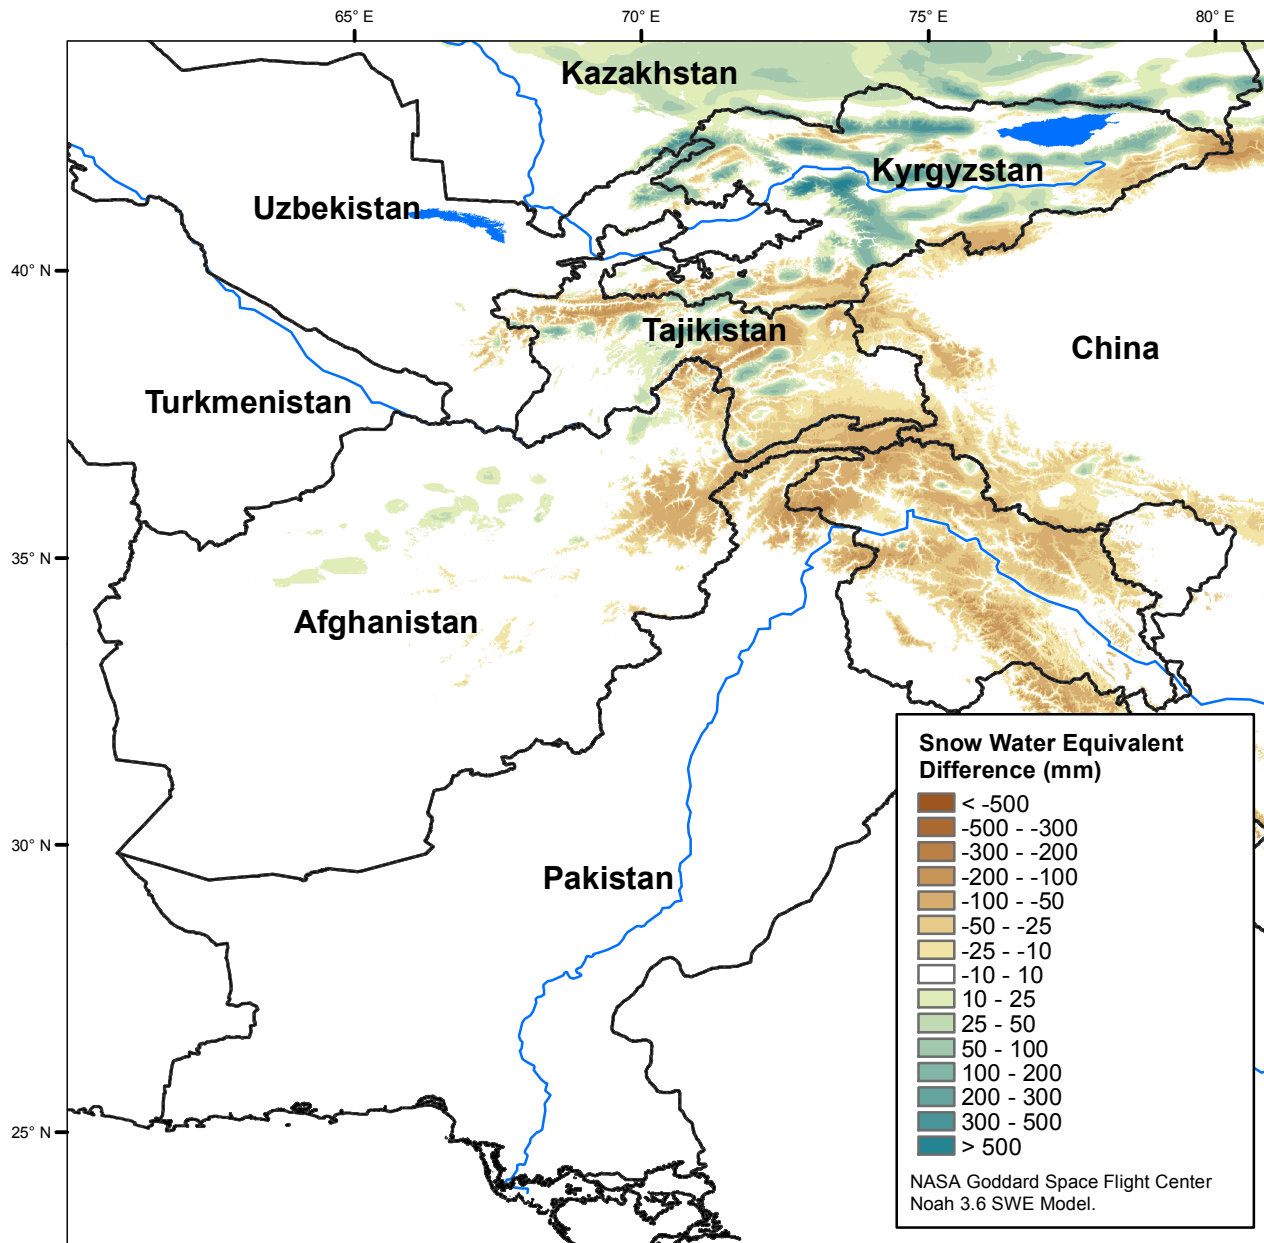 65° E
70° E
75° E
80° E
Kazakhstan
Kyrgyzstan
Uzbekistan
40° N
Tajikistan
China
Turkmenistan
35° N
Afghanistan
Snow Water Equivalent
Difference (mm)
< -500
-500 - -300
-300 - -200
-200 - -100
-100 - -50
-50 - -25
-25 - -10
-10 - 10
10 - 25
25 - 50
50 - 100
100 - 200
200 - 300
300 - 500
> 500
30° N
Pakistan
25° N
NASA Goddard Space Flight Center
Noah 3.6 SWE Model.